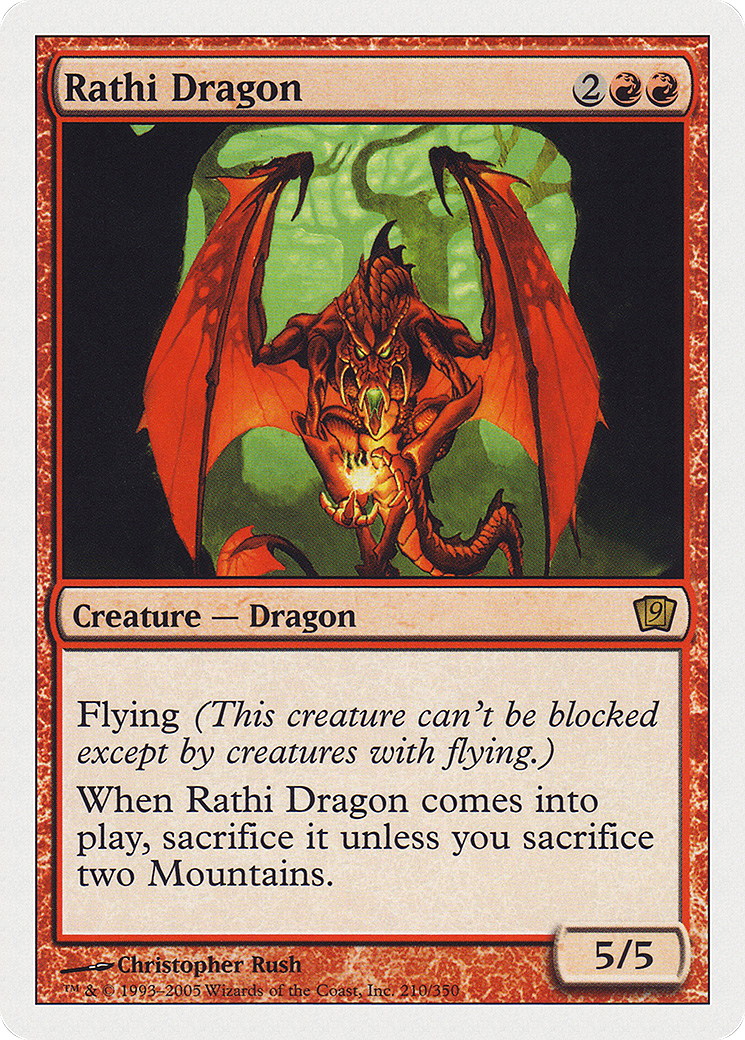 Rathi Dragon 2
Creature — Dragon 9
Flying (This creature can't be blocked
except by creatures with flying.)
When Rathi Dragon comes into
play, sacrifice it unless you sacrifice
two Mountains.
5/5
Christopher Rush
™ & © 1993–2005 Wizards of the Coast, Inc. 210/350